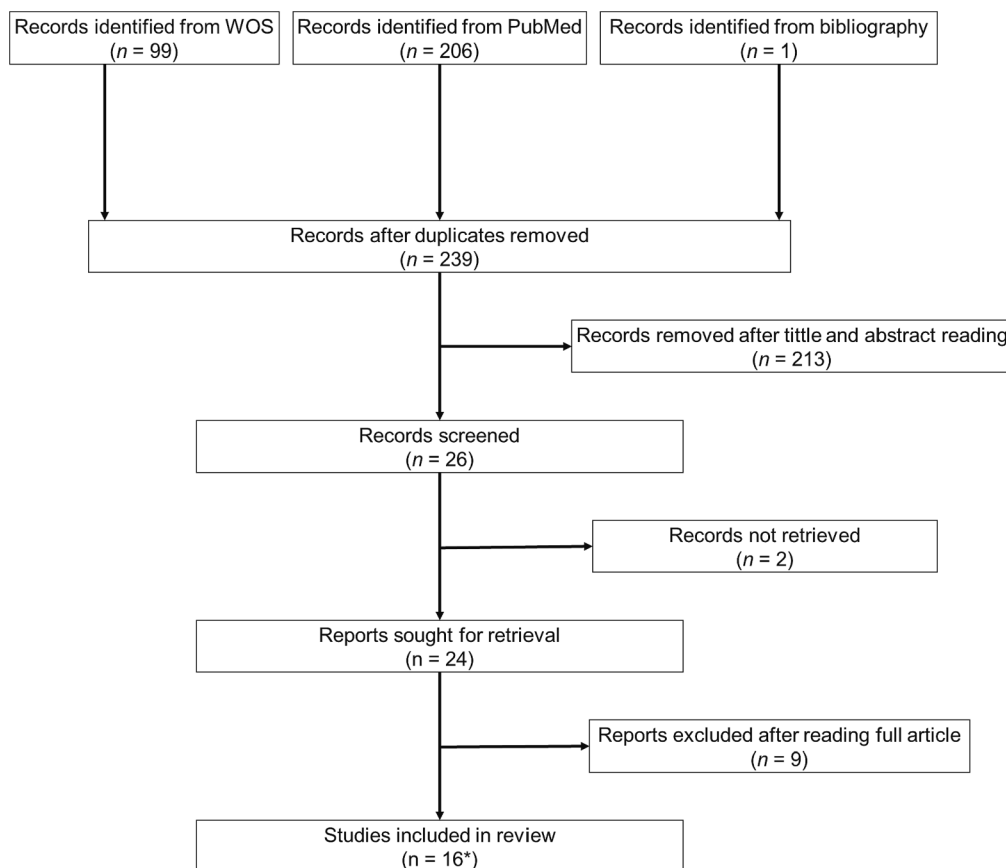 Records identified from WOS
(n = 99)
Records identified from PubMed
(n = 206)
Records identified from bibliography
(n = 1)
Records after duplicates removed
(n = 239)
Records removed after tittle and abstract reading
(n = 213)
Records screened
(n = 26)
Records not retrieved
(n = 2)
Reports sought for retrieval
(n = 24)
Reports excluded after reading full article
(n = 9)
Studies included in review
(n = 16*)